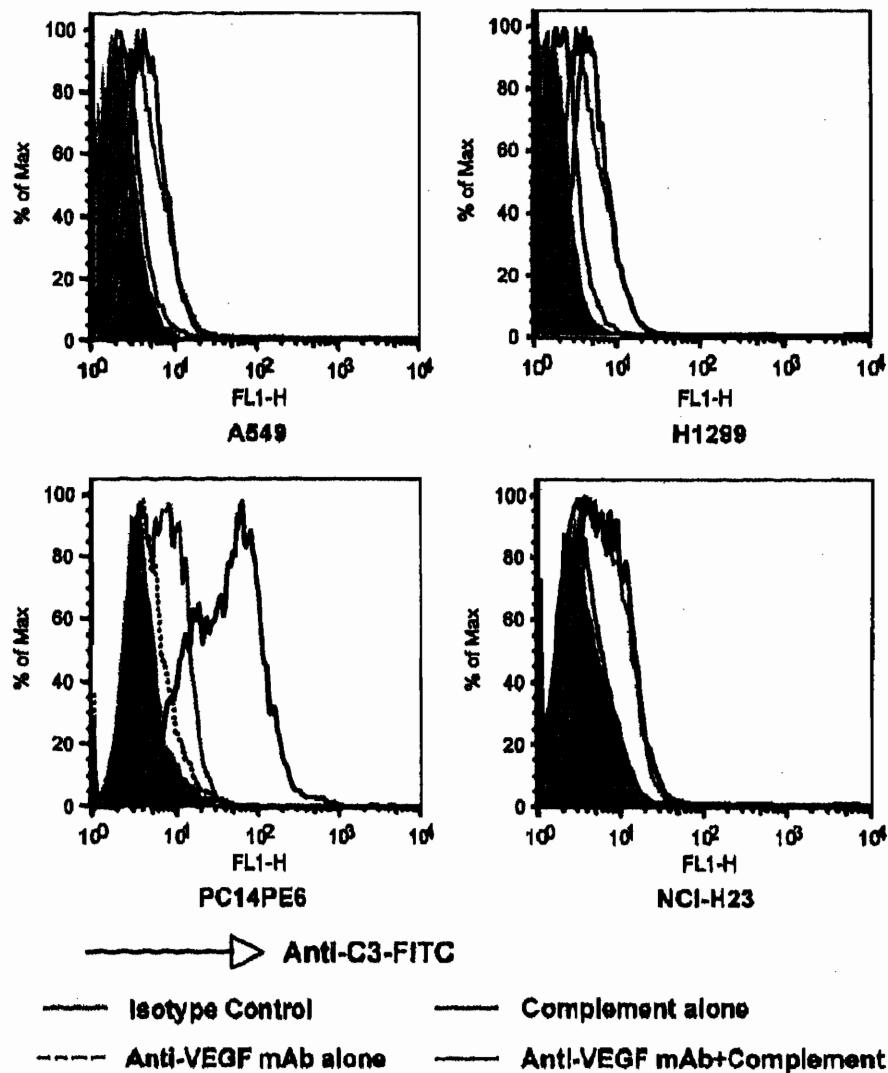 100
80
% of Max
60
40
20
0
10⁰ 10¹ 10² 10³ 10⁴
FL1-H
A549
100
80
% of Max
60
40
20
0
10⁰ 10¹ 10² 10³ 10⁴
FL1-H
H1299
100
80
% of Max
60
40
20
0
10⁰ 10¹ 10² 10³ 10⁴
FL1-H
PC14PE6
100
80
% of Max
60
40
20
0
10⁰ 10¹ 10² 10³ 10⁴
FL1-H
NCI-H23
Anti-C3-FITC
Isotype Control Complement alone
Anti-VEGF mAb alone Anti-VEGF mAb+Complement